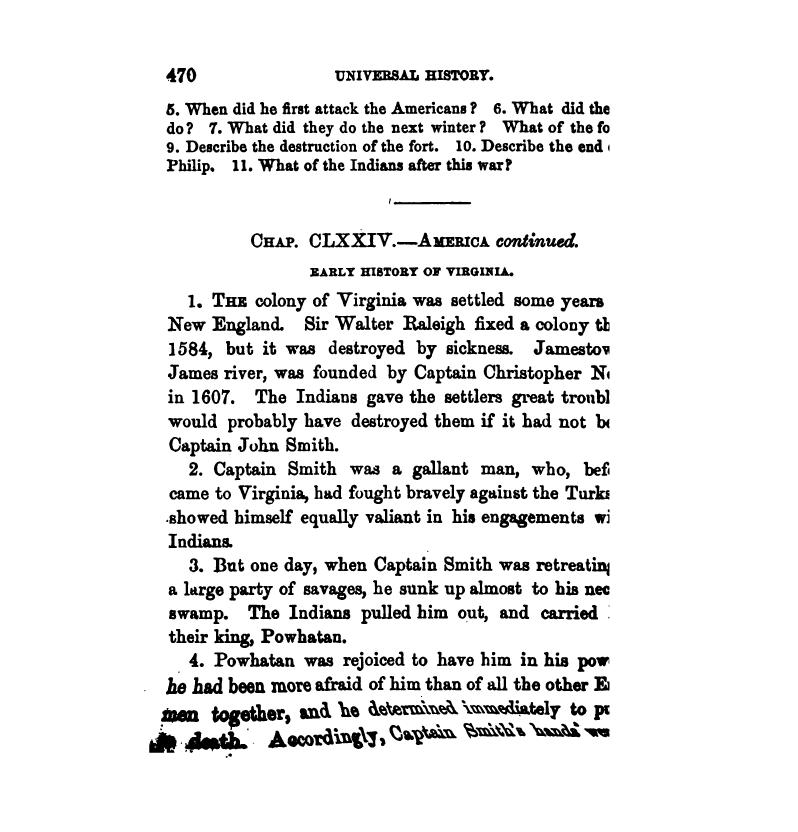 470 UNIVERSAL HISTORY.
5. When did he first attack the Americans? 6. What did the
do? 7. What did they do the next winter? What of the fo
9. Describe the destruction of the fort. 10. Describe the end
Philip. 11. What of the Indians after this war?
CHAP. CLXXIV.—AMERICA continued.
EARLY HISTORY OF VIRGINIA.
1. THE colony of Virginia was settled some years
New England. Sir Walter Raleigh fixed a colony th
1584, but it was destroyed by sickness. Jamestow
James river, was founded by Captain Christopher N
in 1607. The Indians gave the settlers great troubl
would probably have destroyed them if it had not b
Captain John Smith.
2. Captain Smith was a gallant man, who, bef
came to Virginia, had fought bravely against the Turks
showed himself equally valiant in his engagements wi
Indians.
3. But one day, when Captain Smith was retreating
a large party of savages, he sunk up almost to his nec
swamp. The Indians pulled him out, and carried
their king, Powhatan.
4. Powhatan was rejoiced to have him in his pow
he had been more afraid of him than of all the other E
men together, and he determined immediately to p
death. Accordingly, Captain Smith's hands we